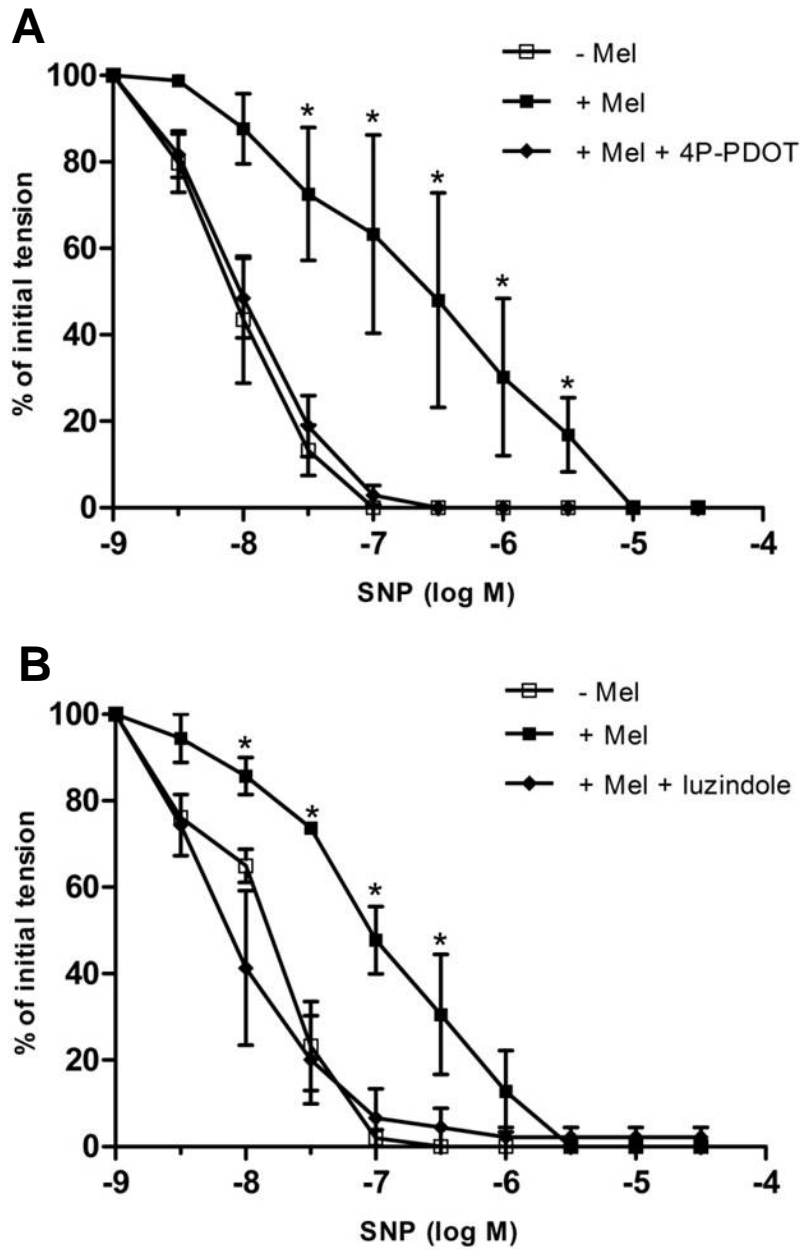 A
- Mel
+ Mel
+ Mel + 4P-PDOT
% of initial tension
100
80
60
40
20
0
* * * * *
-9 -8 -7 -6 -5 -4
SNP (log M)
B
- Mel
+ Mel
+ Mel + luzindole
% of initial tension
100
80
60
40
20
0
* * * *
-9 -8 -7 -6 -5 -4
SNP (log M)